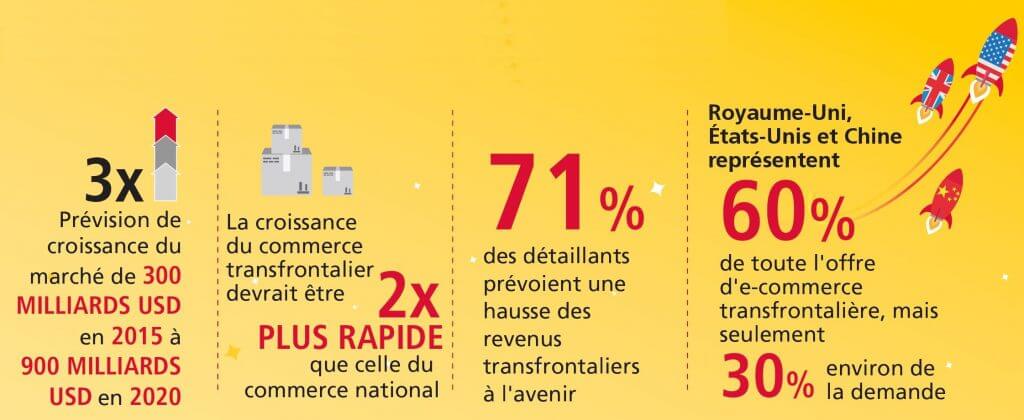 3x
Prévision de
croissance du
marché de 300
MILLIARDS USD
en 2015 à
900 MILLIARDS
USD en 2020
La croissance
du commerce
transfrontalier
devrait être 2x
PLUS RAPIDE
que celle du
commerce national
71%
des détaillants
prévoient une
hausse des
revenus
transfrontaliers
à l'avenir
Royaume-Uni,
États-Unis et Chine
représentent
60%
de toute l'offre
d'e-commerce
transfrontalière, mais
seulement
30% environ de
la demande